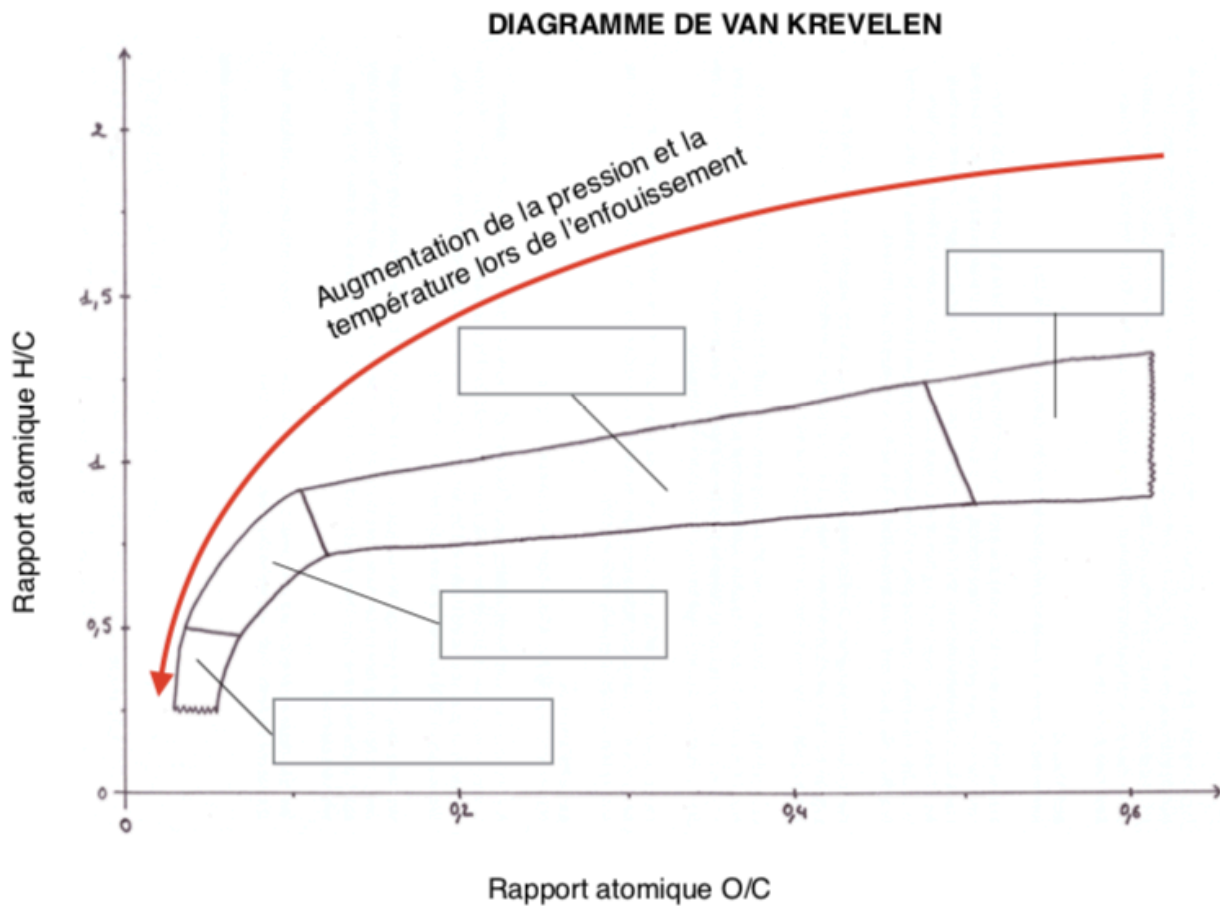 DIAGRAMME DE VAN KREVELEN
2
Augmentation de la pression et la
température lors de l'enfouissement
1,5
Rapport atomique H/C
1
0,5
0
0
0,2
0,4
0,6
Rapport atomique O/C